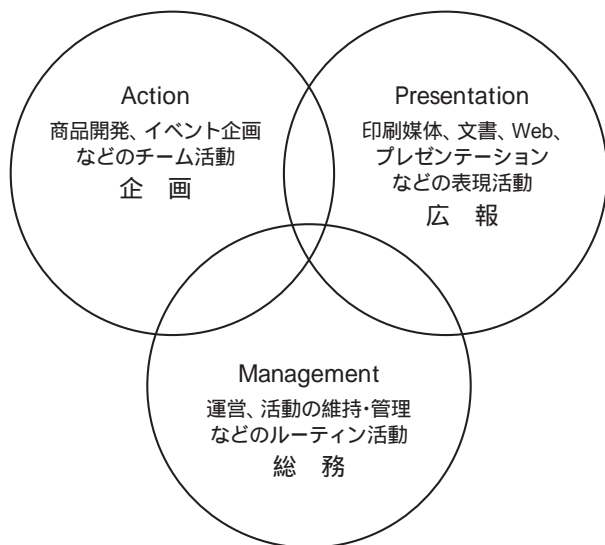 Action
商品開発、イベント企画
などのチーム活動
企　画
Presentation
印刷媒体、文書、Web、
プレゼンテーション
などの表現活動
広　報
Management
運営、活動の維持・管理
などのルーティン活動
総　務